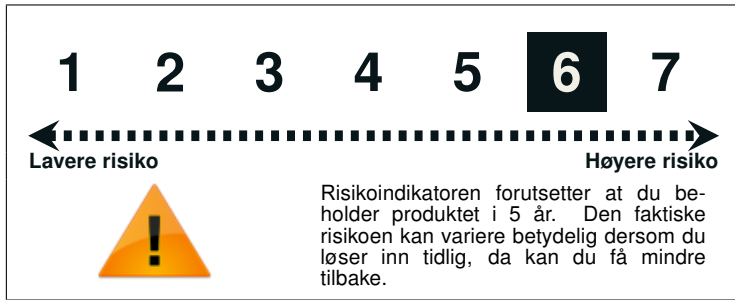 1 2 3 4 5 6 7
Lavere risiko Høyere risiko
Risikoindikatoren forutsetter at du be-
holder produktet i 5 år. Den faktiske
risikoen kan variere betydelig dersom du
løser inn tidlig, da kan du få mindre
tilbake.